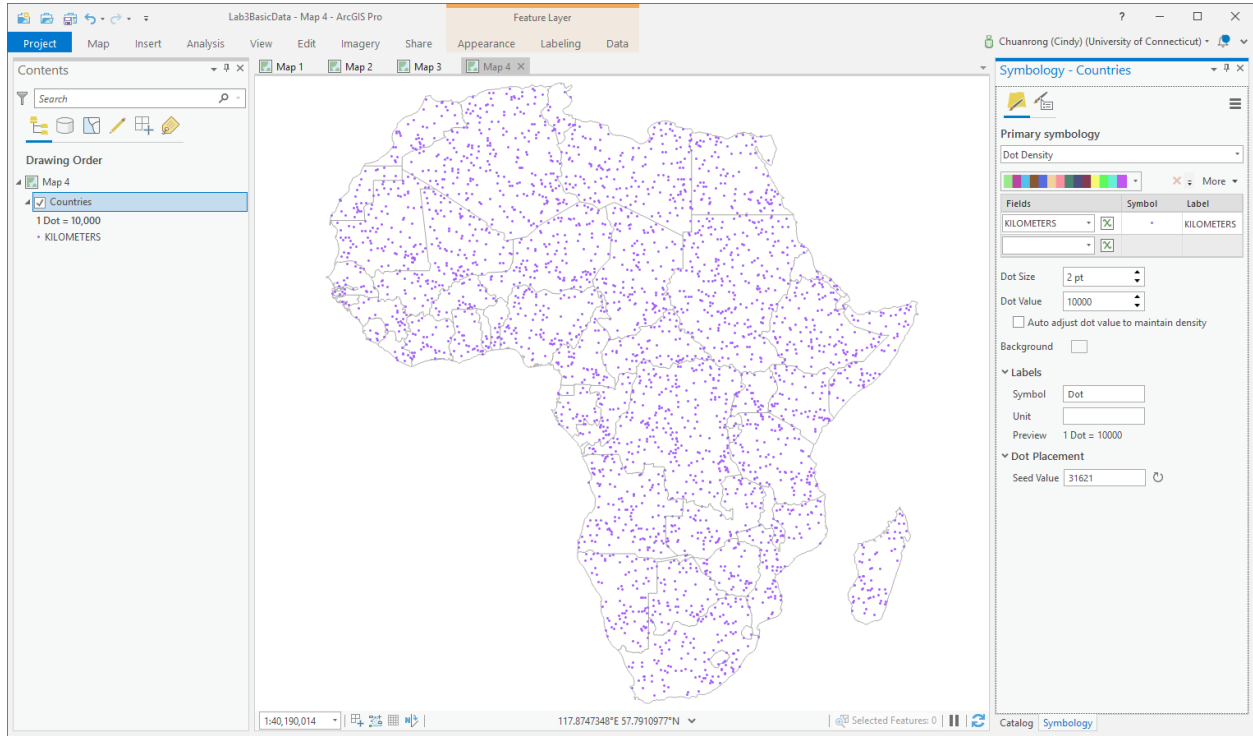 Lab3BasicData - Map 4 - ArcGIS Pro
Feature Layer
?
Project Map Insert Analysis View Edit Imagery Share Appearance Labeling Data
Chuanrong (Cindy) (University of Connecticut)
Contents
Search
Drawing Order
Map 4
Countries
1 Dot = 10,000
KILOMETERS
Map 1 Map 2 Map 3 Map 4
1:40,190,014
117.8747348°E 57.7910977°N
Selected Features: 0
Symbology - Countries
Primary symbology
Dot Density
More
Fields Symbol Label
KILOMETERS KILOMETERS
Dot Size 2 pt
Dot Value 10000
Auto adjust dot value to maintain density
Background
Labels
Symbol Dot
Unit
Preview 1 Dot = 10000
Dot Placement
Seed Value 31621
Catalog Symbology